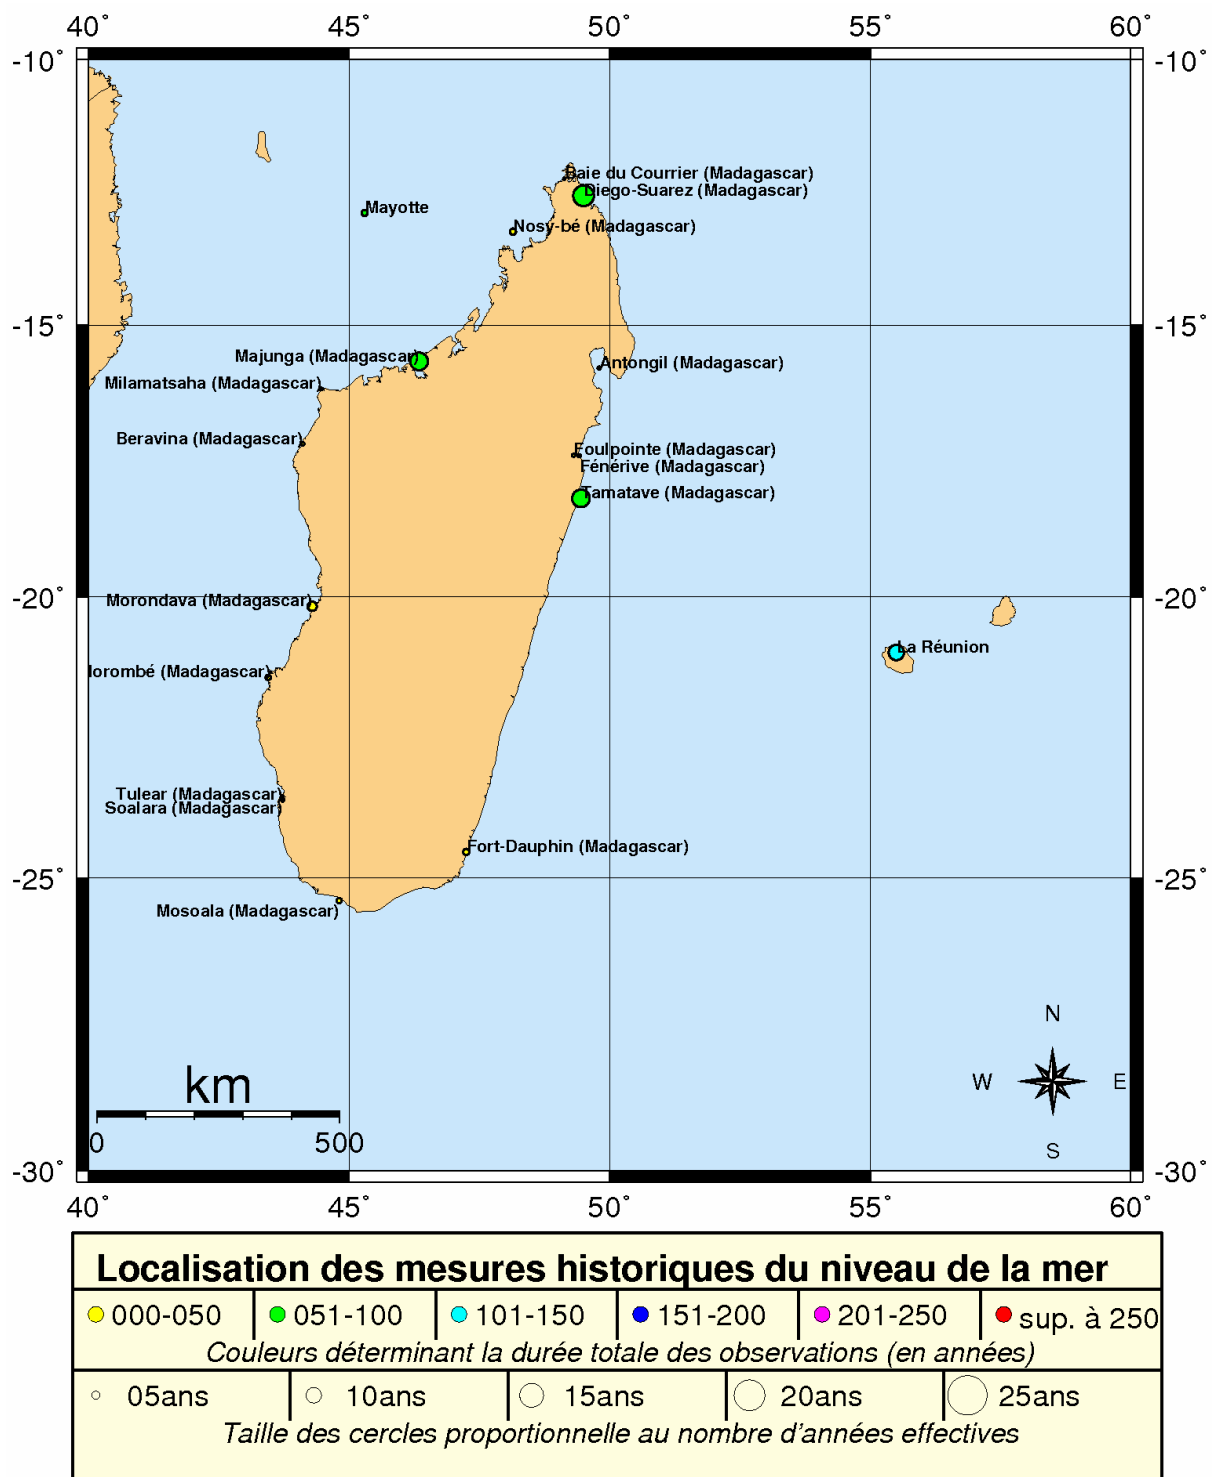 40° 45° 50° 55° 60°
-10° -10°
Baie du Courrier (Madagascar)
Diego-Suarez (Madagascar)
Mayotte
Nosy-bé (Madagascar)
-15° -15°
Majunga (Madagascar)
Antongil (Madagascar)
Milamatsaha (Madagascar)
Beravina (Madagascar)
Foulpointe (Madagascar)
Fénérive (Madagascar)
Tamatave (Madagascar)
-20° -20°
Morondava (Madagascar)
La Réunion
lorombé (Madagascar)
Tulear (Madagascar)
Soalara (Madagascar)
Fort-Dauphin (Madagascar)
-25° -25°
Mosoala (Madagascar)
N
W E
S
km
0 500
-30° -30°
40° 45° 50° 55° 60°
Localisation des mesures historiques du niveau de la mer
000-050 051-100 101-150 151-200 201-250 sup. à 250
Couleurs déterminant la durée totale des observations (en années)
05ans 10ans 15ans 20ans 25ans
Taille des cercles proportionnelle au nombre d'années effectives